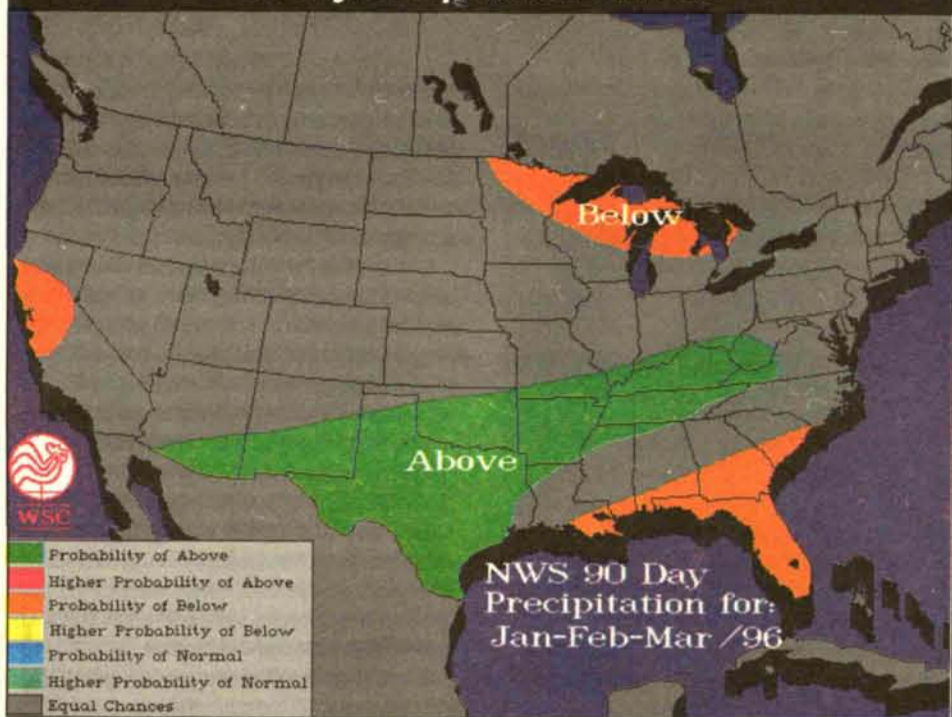 Below
Above
WSC
Probability of Above
Higher Probability of Above
Probability of Below
Higher Probability of Below
Probability of Normal
Higher Probability of Normal
Equal Chances
NWS 90 Day
Precipitation for:
Jan-Feb-Mar /96